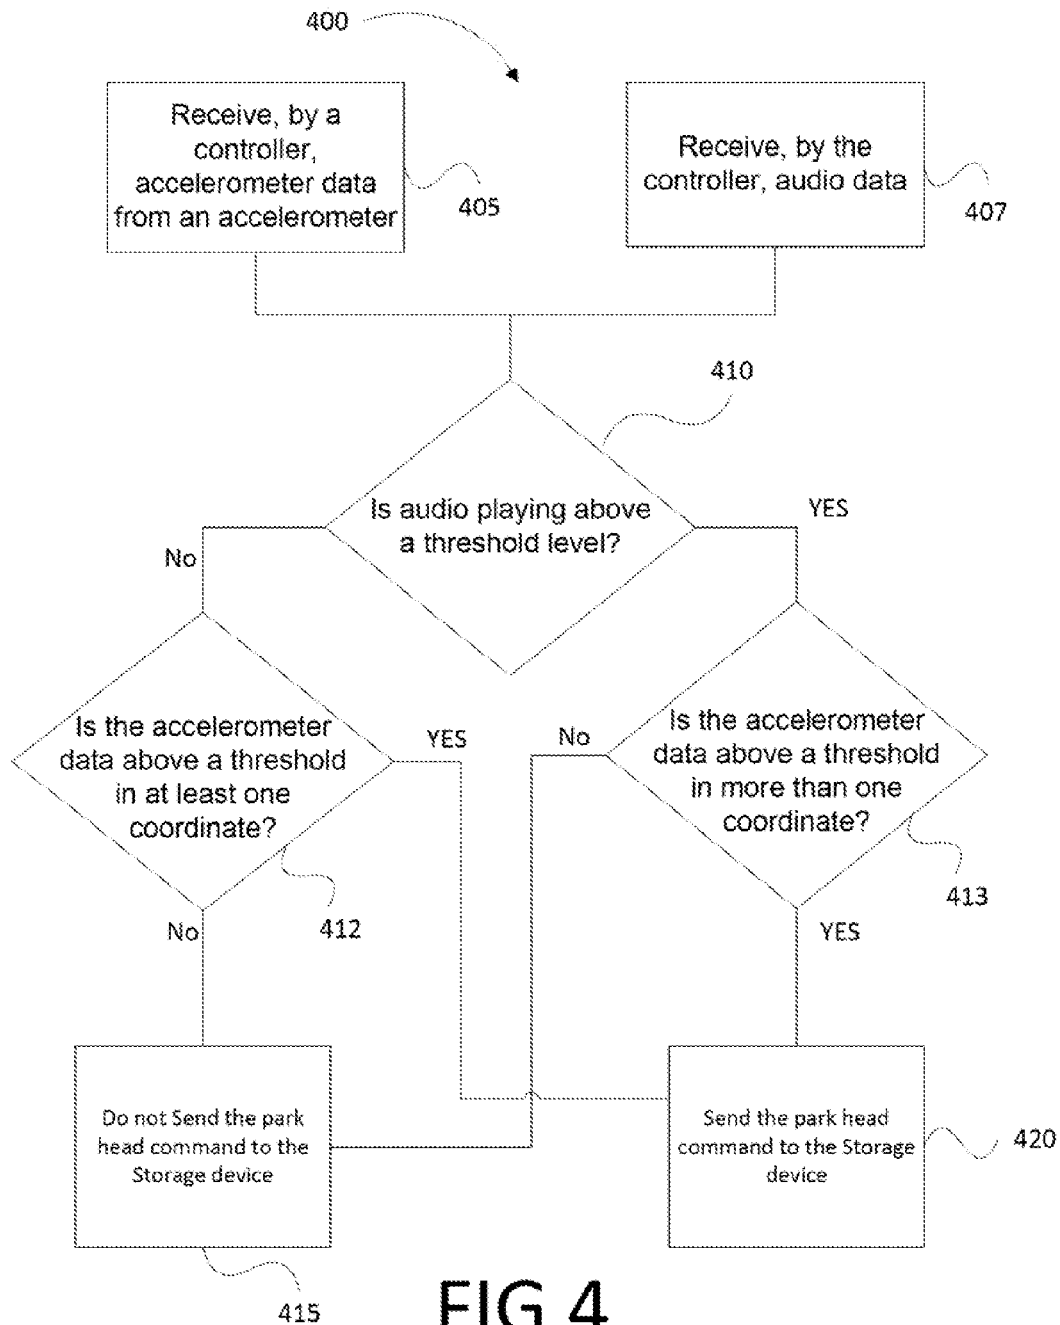 400
Receive, by a
controller,
accelerometer data
from an accelerometer
405
Receive, by the
controller, audio data
407
410
Is audio playing above
a threshold level?
No
YES
Is the accelerometer
data above a threshold
in at least one
coordinate?
YES
412
No
Is the accelerometer
data above a threshold
in more than one
coordinate?
No
413
YES
Do not Send the park
head command to the
Storage device
415
Send the park head
command to the Storage
device
420
FIG 4